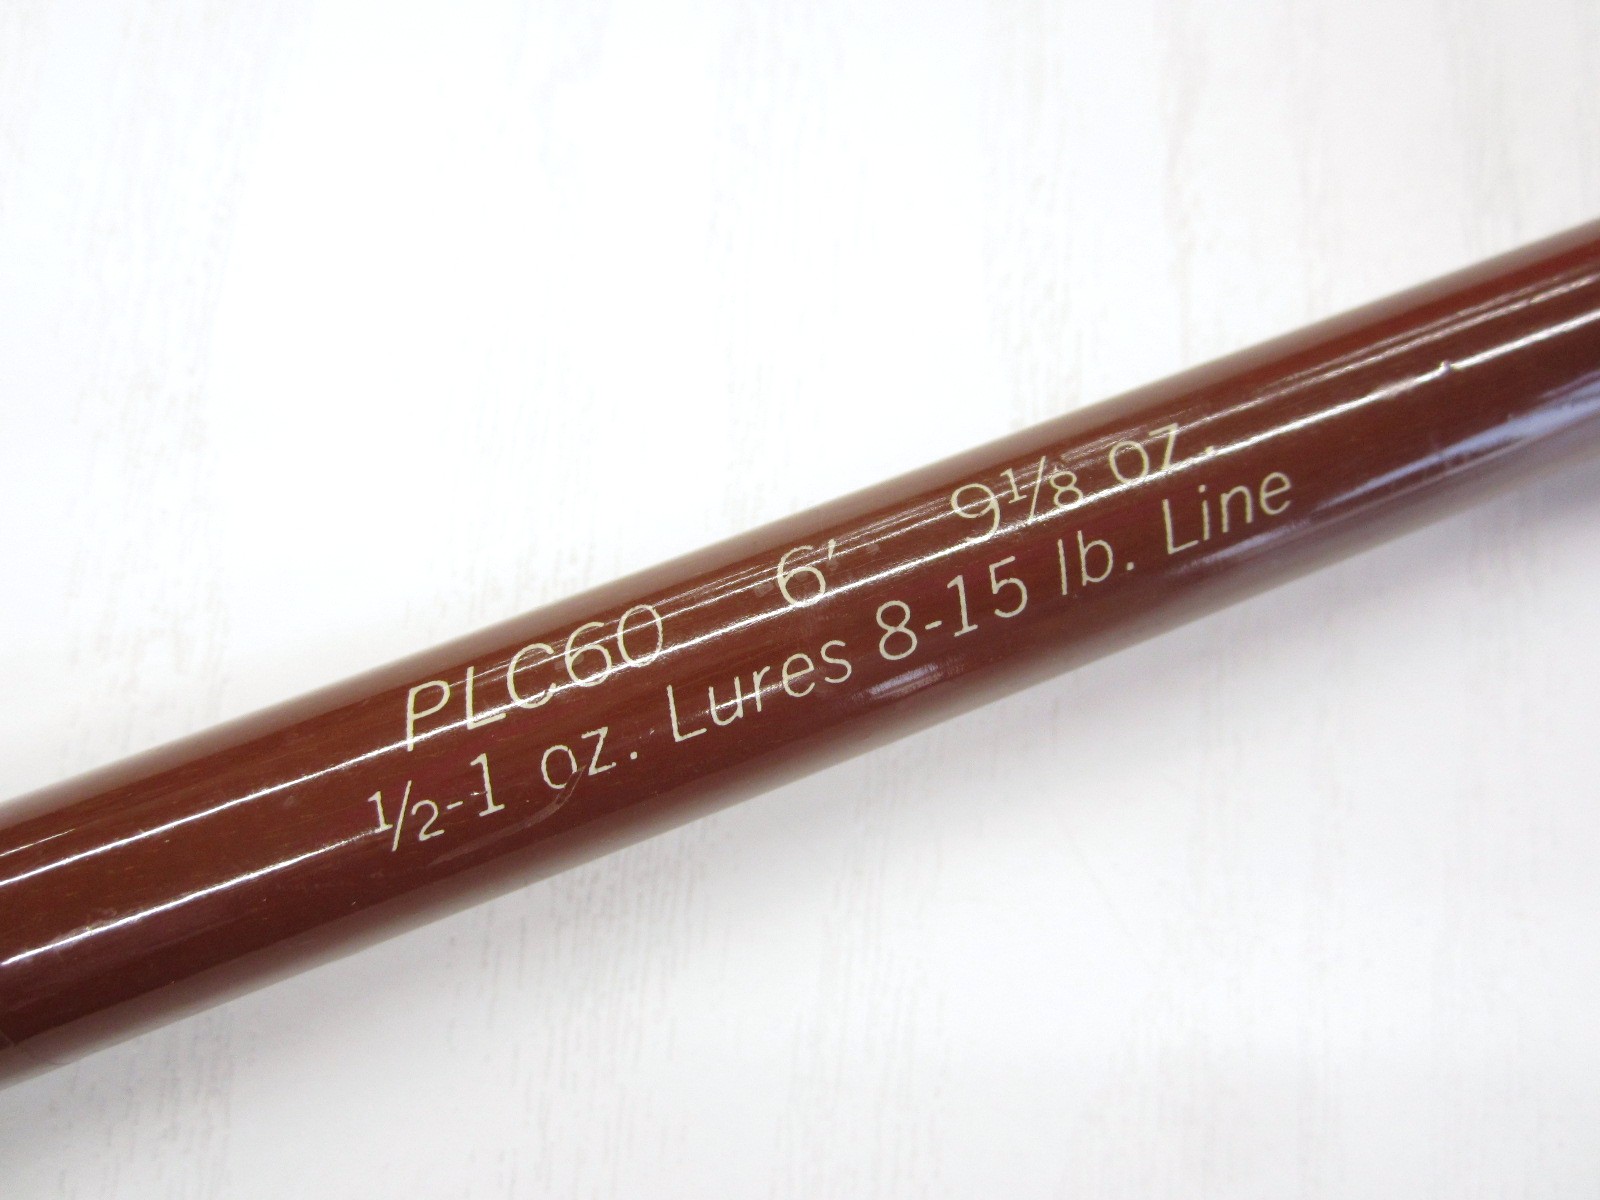 PLC60 6' 9⅛ oz.
½-1 oz. Lures 8-15 lb. Line